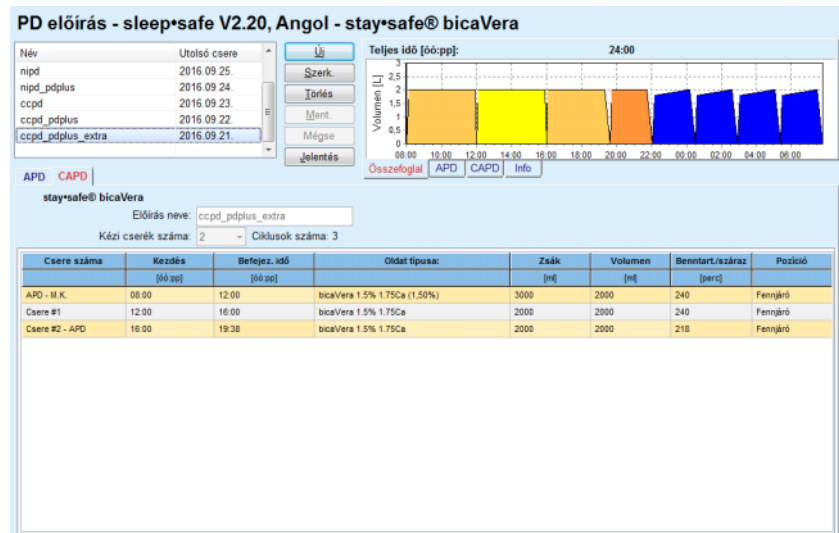 PD előírás - sleep•safe V2.20, Angol - stay•safe® bicaVera
Név Utolsó csere
nipd 2016.09.25.
nipd_pdplus 2016.09.24.
ccpd 2016.09.23.
ccpd_pdplus 2016.09.22.
ccpd_pdplus_extra 2016.09.21.
Új
Szerk.
Törlés
Ment.
Mégse
Jelentés
Teljes idő [óó:pp]: 24:00
Volumen [L]
3
2,5
2
1,5
1
0,5
0
08:00 10:00 12:00 14:00 16:00 18:00 20:00 22:00 00:00 02:00 04:00 06:00
Összefoglal APD CAPD Info
APD CAPD
stay•safe® bicaVera
Előírás neve: ccpd_pdplus_extra
Kézi cserék száma: 2 Ciklusok száma: 3
Csere száma Kezdés Befejez. idő Oldat típusa: Zsák Volumen Benntart./száraz Pozíció
[óó:pp] [óó:pp] [ml] [ml] [perc]
APD - M.K. 08:00 12:00 bicaVera 1.5% 1.75Ca (1,50%) 3000 2000 240 Fennjáró
Csere #1 12:00 16:00 bicaVera 1.5% 1.75Ca 2000 2000 240 Fennjáró
Csere #2 - APD 16:00 19:38 bicaVera 1.5% 1.75Ca 2000 2000 218 Fennjáró